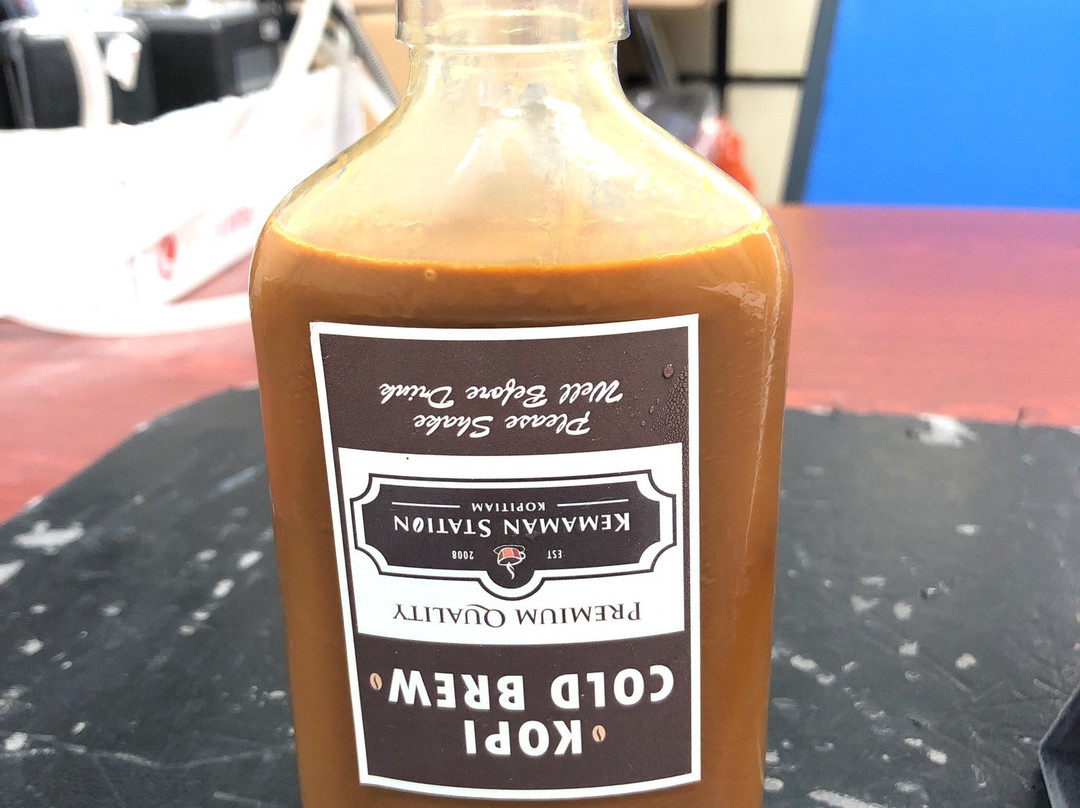 KOPI
COLD BREW
PREMIUM QUALITY
EST 2008
KEMAMAN STATION
KOPITIAM
Please Shake
Well Before Drink